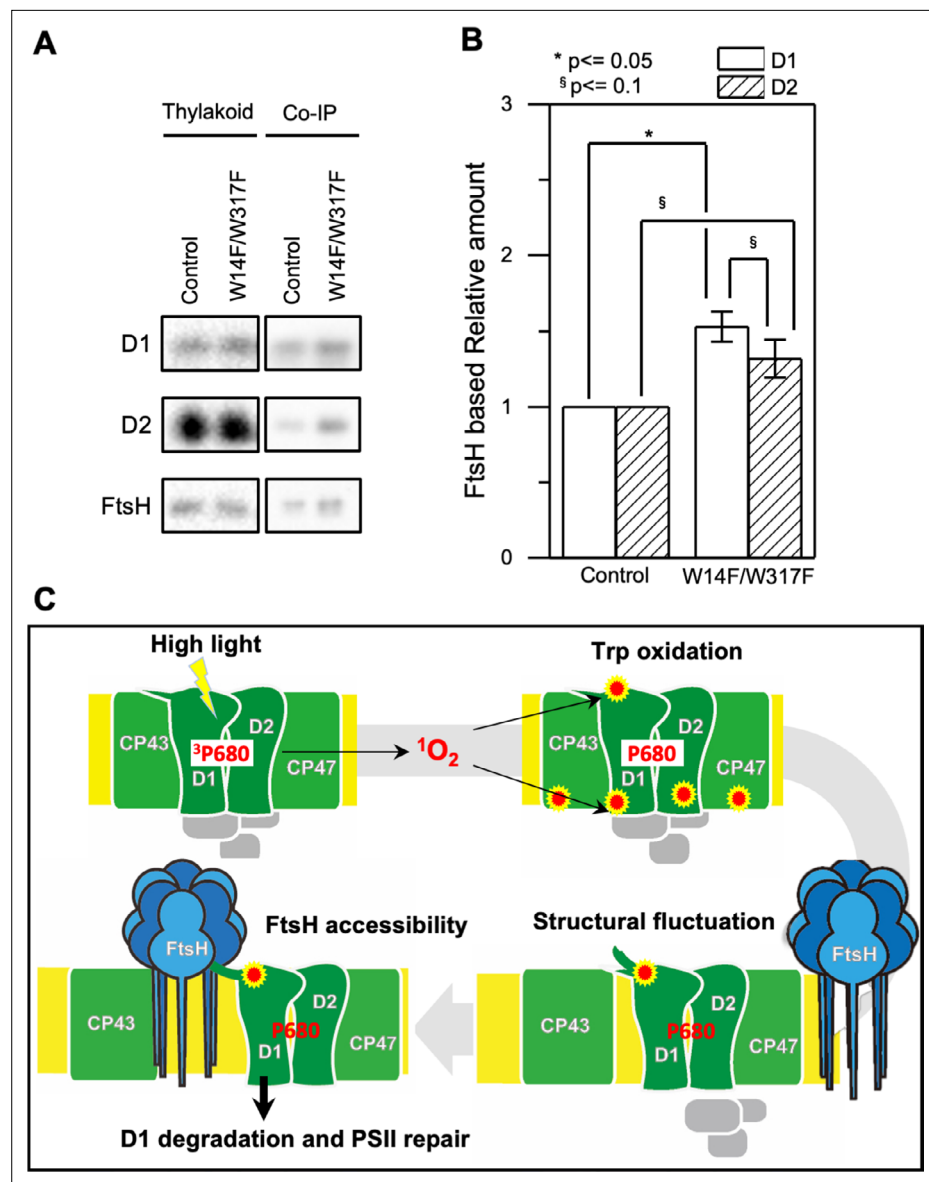 A
Thylakoid Co-IP
Control
W14F/W317F
Control
W14F/W317F
D1
D2
FtsH
B
* p<= 0.05
§ p<= 0.1
D1
D2
FtsH based Relative amount
3
2
1
0
*
§
§
Control W14F/W317F
C
High light
Trp oxidation
CP43 ³P680 D1 D2 CP47
¹O₂
CP43 P680 D1 D2 CP47
FtsH
FtsH accessibility
Structural fluctuation
FtsH
CP43 P680 D1 D2 CP47
CP43 P680 D1 D2 CP47
D1 degradation and PSII repair